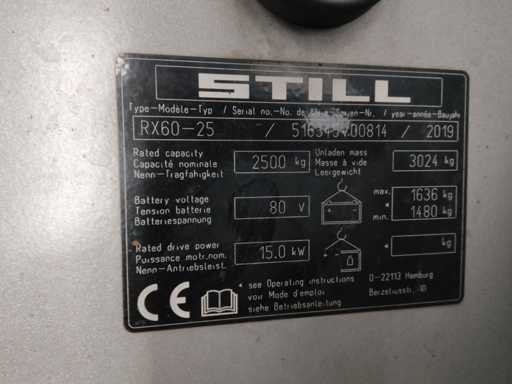 STILL
Type-Modèle-Typ / Serial no.-No. de / year-année-Baujahr
RX60-25 / / 2019
Rated capacity
Capacité nominale
Nenn-Tragfähigkeit
2500 kg
Unladen mass
Masse à vide
Leergewicht
3024 kg
Battery voltage
Tension batterie
Batteriespannung
80 V
max. 1636 kg
*
min. 1480 kg
Rated drive power
Puissance mot.nom.
Nenn-Antriebsleist.
15.0 kW
* kg
CE
* see Operating instructions
voir Mode d'emploi
siehe Betriebsanleitung
D-22113 Hamburg